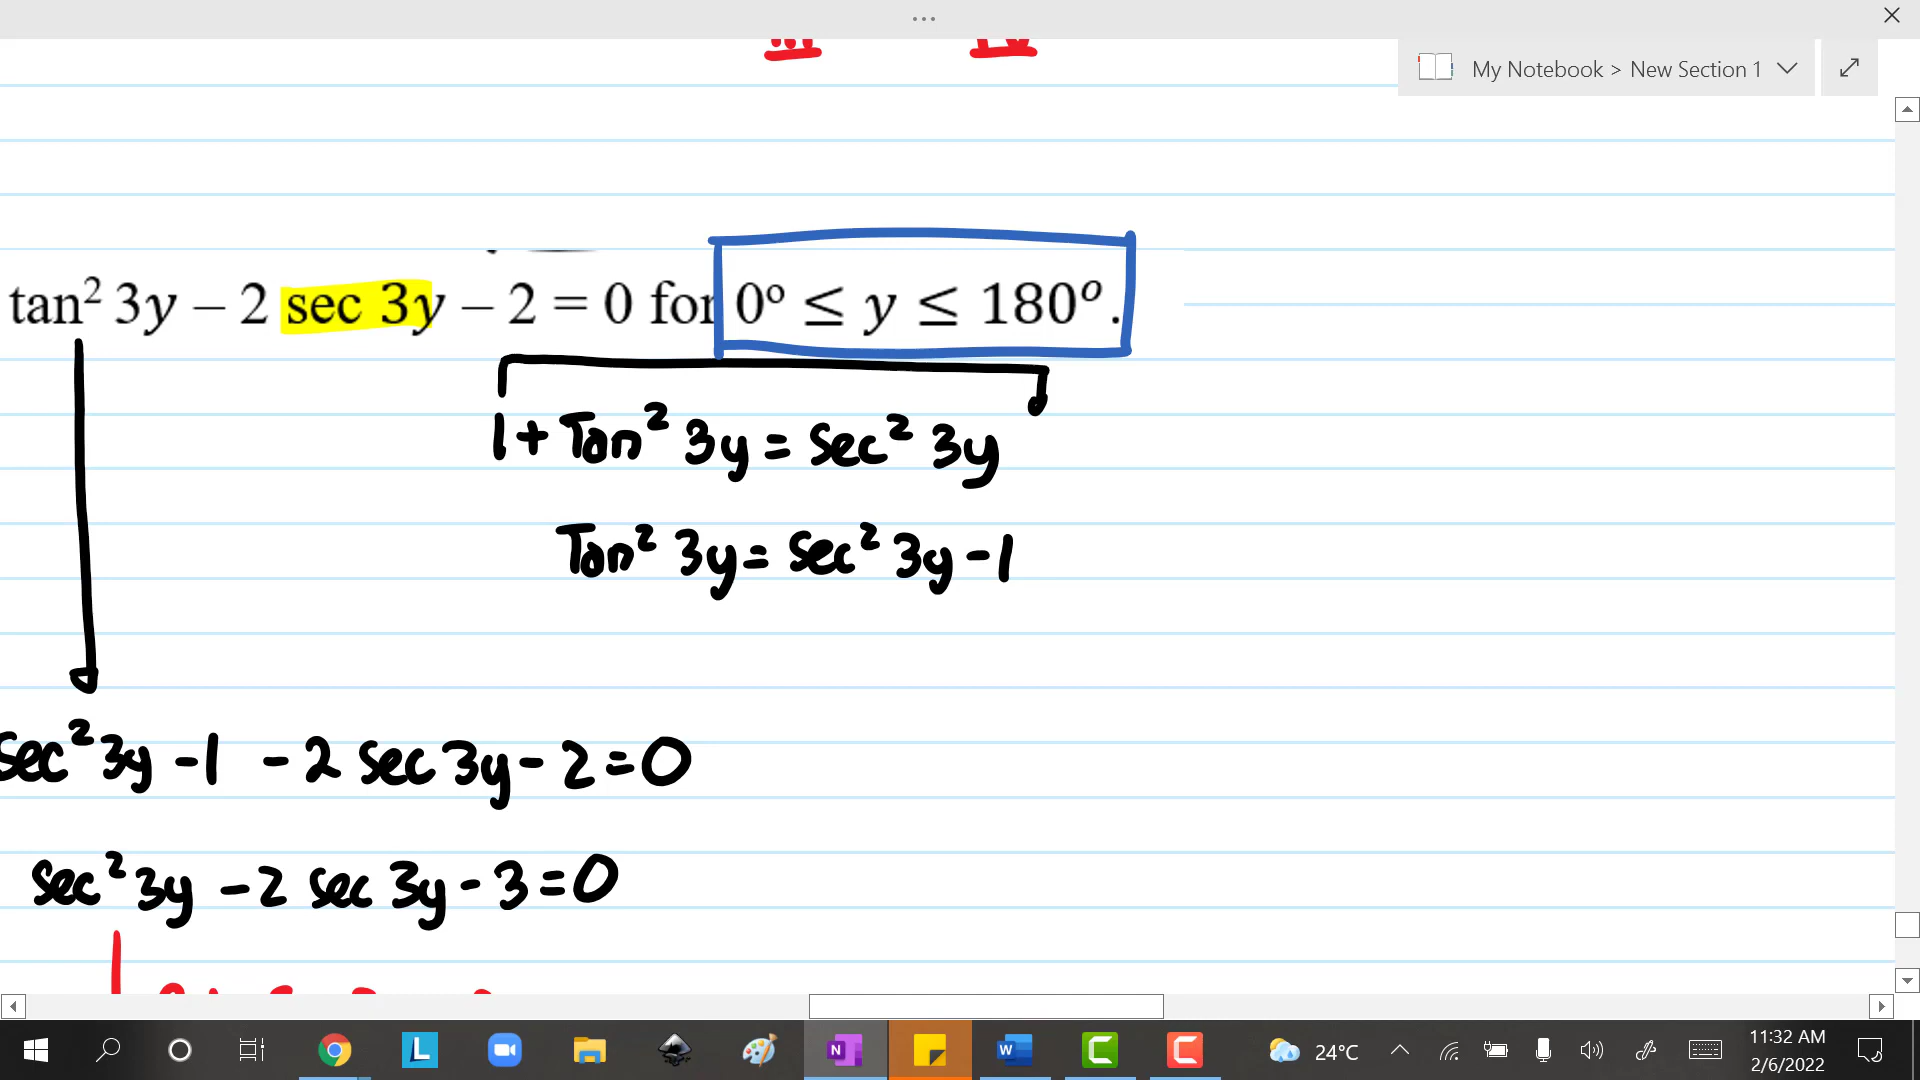 III IV
My Notebook > New Section 1
tan² 3y – 2 sec 3y – 2 = 0 for 0° ≤ y ≤ 180°.
1 + Tan² 3y = sec² 3y
Tan² 3y = sec² 3y - 1
sec² 3y - 1 - 2 sec 3y - 2 = 0
sec² 3y - 2 sec 3y - 3 = 0
24°C
11:32 AM
2/6/2022